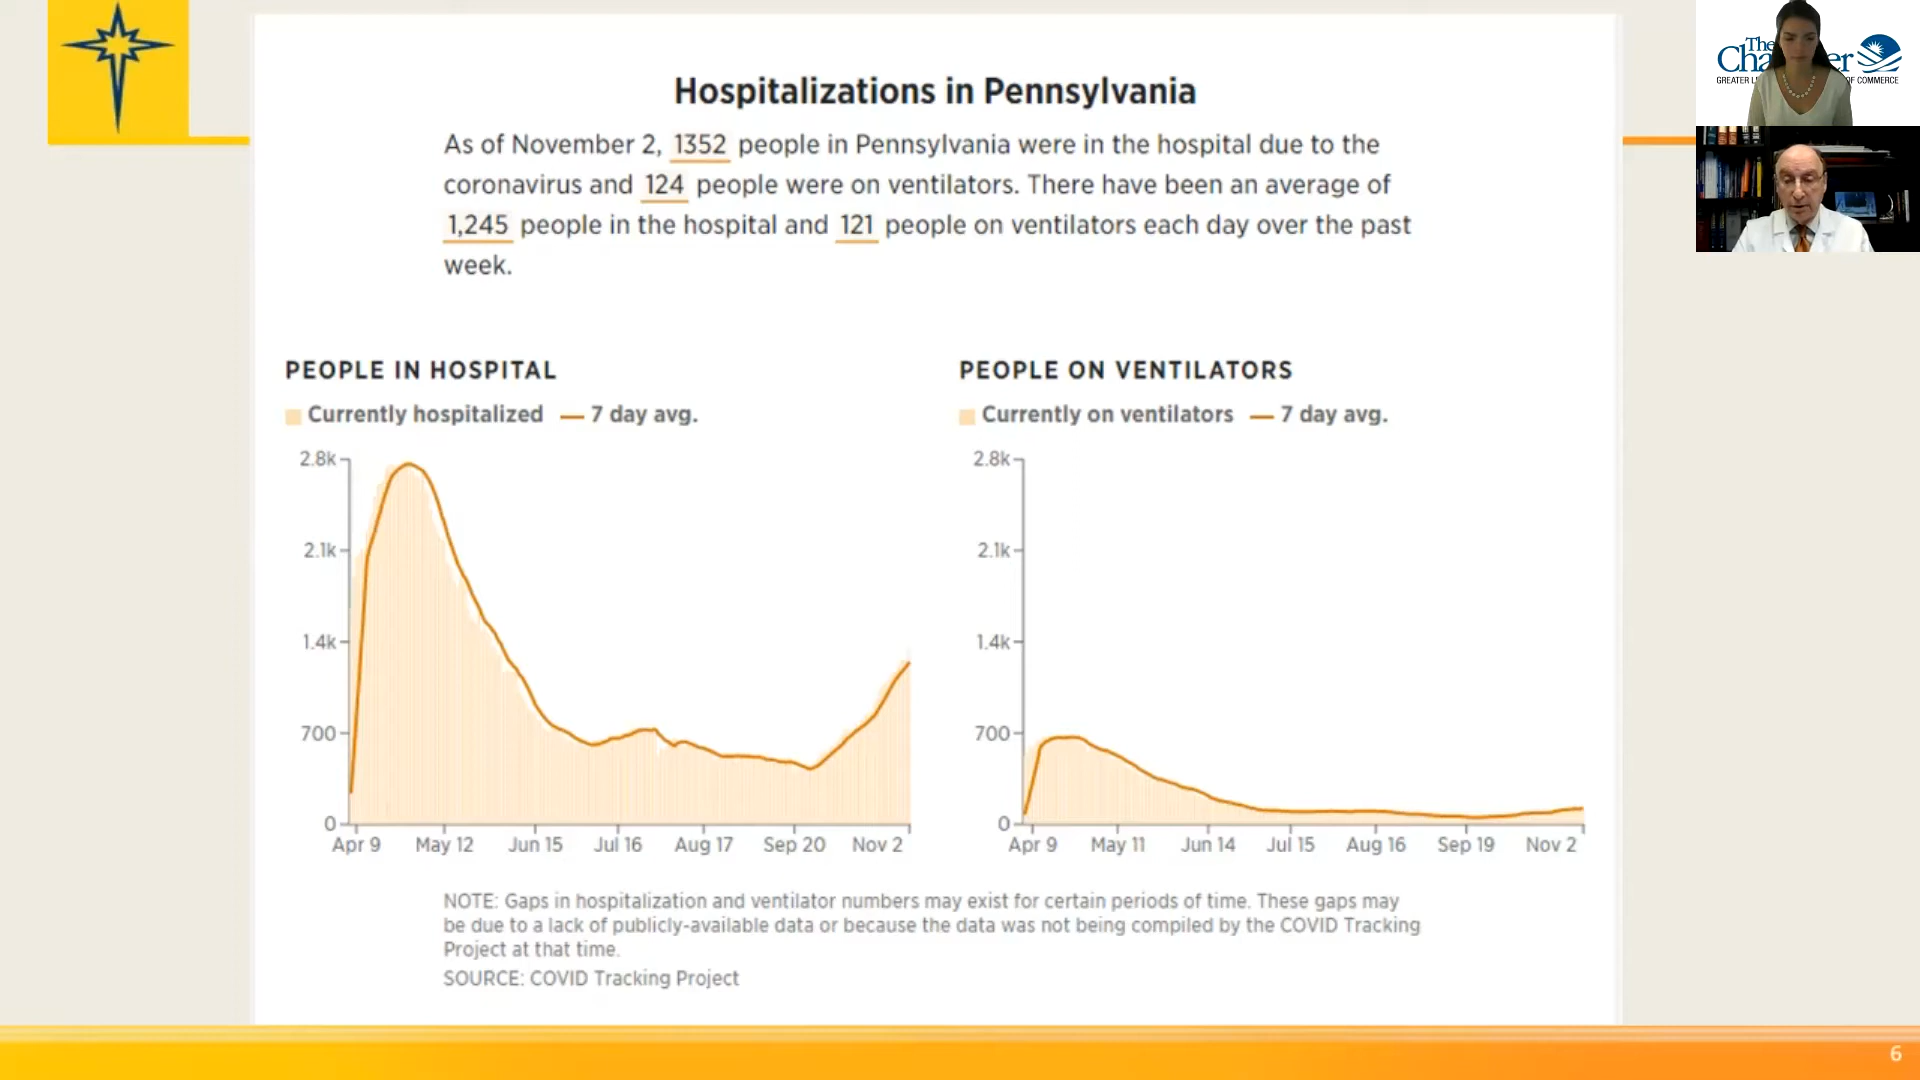 Hospitalizations in Pennsylvania
As of November 2, 1352 people in Pennsylvania were in the hospital due to the
coronavirus and 124 people were on ventilators. There have been an average of
1,245 people in the hospital and 121 people on ventilators each day over the past
week.
PEOPLE IN HOSPITAL
Currently hospitalized 7 day avg.
2.8k
2.1k
1.4k
700
0
Apr 9 May 12 Jun 15 Jul 16 Aug 17 Sep 20 Nov 2
PEOPLE ON VENTILATORS
Currently on ventilators 7 day avg.
2.8k
2.1k
1.4k
700
0
Apr 9 May 11 Jun 14 Jul 15 Aug 16 Sep 19 Nov 2
NOTE: Gaps in hospitalization and ventilator numbers may exist for certain periods of time. These gaps may
be due to a lack of publicly-available data or because the data was not being compiled by the COVID Tracking
Project at that time.
SOURCE: COVID Tracking Project
The
Cha er
GREATER OF COMMERCE
6